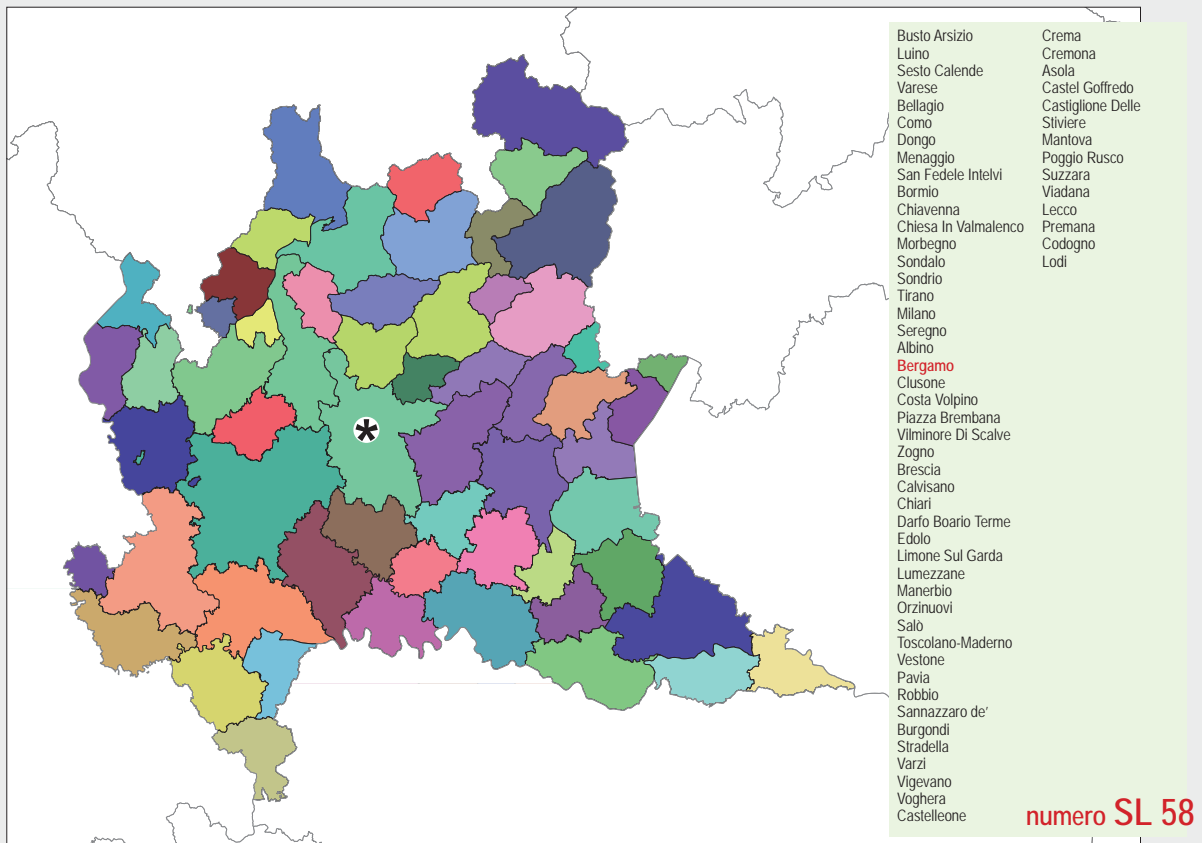 Busto Arsizio
Luino
Sesto Calende
Varese
Bellagio
Como
Dongo
Menaggio
San Fedele Intelvi
Bormio
Chiavenna
Chiesa In Valmalenco
Morbegno
Sondalo
Sondrio
Tirano
Milano
Seregno
Albino
Bergamo
Clusone
Costa Volpino
Piazza Brembana
Vilminore Di Scalve
Zogno
Brescia
Calvisano
Chiari
Darfo Boario Terme
Edolo
Limone Sul Garda
Lumezzane
Manerbio
Orzinuovi
Salò
Toscolano-Maderno
Vestone
Pavia
Robbio
Sannazzaro de'
Burgondi
Stradella
Varzi
Vigevano
Voghera
Castelleone
Crema
Cremona
Asola
Castel Goffredo
Castiglione Delle
Stiviere
Mantova
Poggio Rusco
Suzzara
Viadana
Lecco
Premana
Codogno
Lodi
numero SL 58